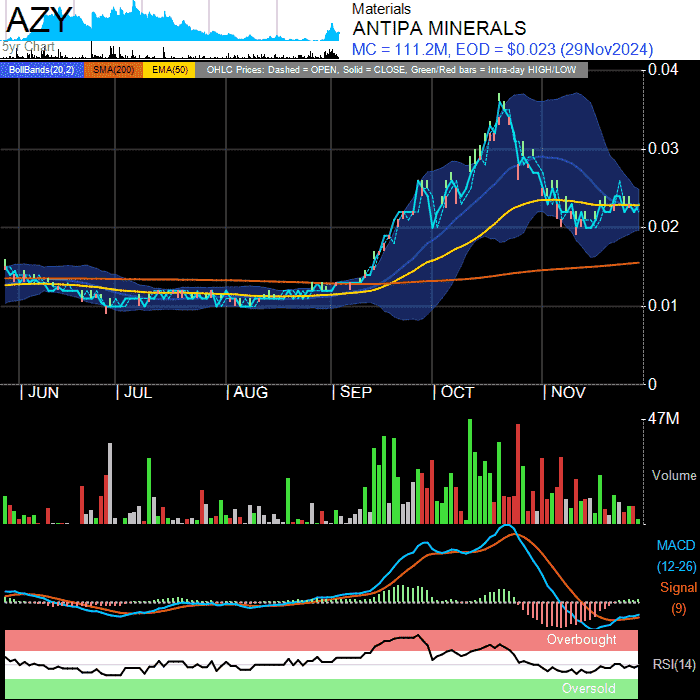 AZY
5yr Chart
Materials
ANTIPA MINERALS
MC = 111.2M, EOD = $0.023 (29Nov2024)
BollBands(20,2) SMA(200) EMA(50) OHLC Prices: Dashed = OPEN, Solid = CLOSE, Green/Red bars = Intra-day HIGH/LOW
0.04
0.03
0.02
0.01
0
| JUN | JUL | AUG | SEP | OCT | NOV
47M
Volume
MACD
(12-26)
Signal
(9)
Overbought
RSI(14)
Oversold